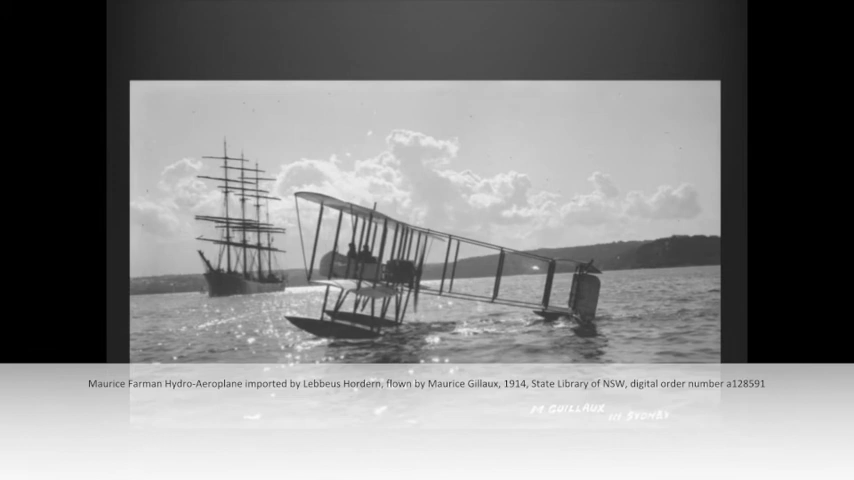 Maurice Farman Hydro-Aeroplane imported by Lebbeus Hordern, flown by Maurice Gillaux, 1914, State Library of NSW, digital order number a128591
M GUILLAUX
IN SYDNEY